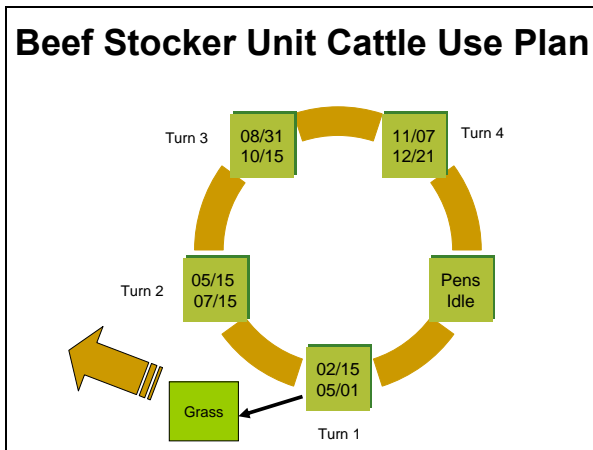 Beef Stocker Unit Cattle Use Plan
Turn 3
08/31
10/15
11/07
12/21
Turn 4
Turn 2
05/15
07/15
Pens
Idle
02/15
05/01
Grass
Turn 1